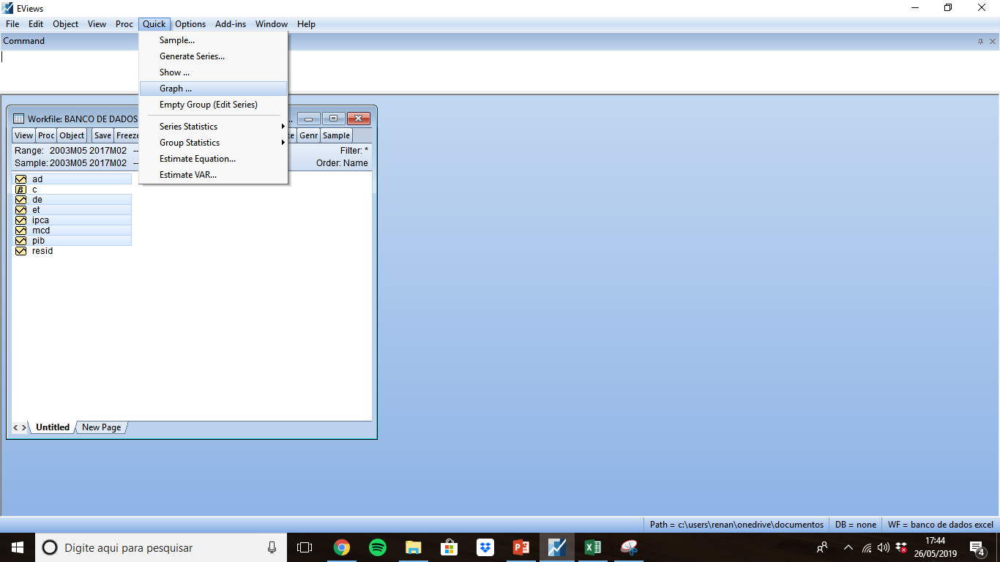 EViews
File Edit Object View Proc Quick Options Add-ins Window Help
Command
Sample...
Generate Series...
Show ...
Graph ...
Empty Group (Edit Series)
Series Statistics
Group Statistics
Estimate Equation...
Estimate VAR...
Workfile: BANCO DE DADOS ...
View Proc Object Save Freeze te Genr Sample
Range: 2003M05 2017M02 -- Filter: *
Sample: 2003M05 2017M02 -- Order: Name
ad
β c
de
et
ipca
mcd
pib
resid
< > Untitled New Page
Path = c:\users\renan\onedrive\documentos DB = none WF = banco de dados excel
Digite aqui para pesquisar
17:44
26/05/2019
4